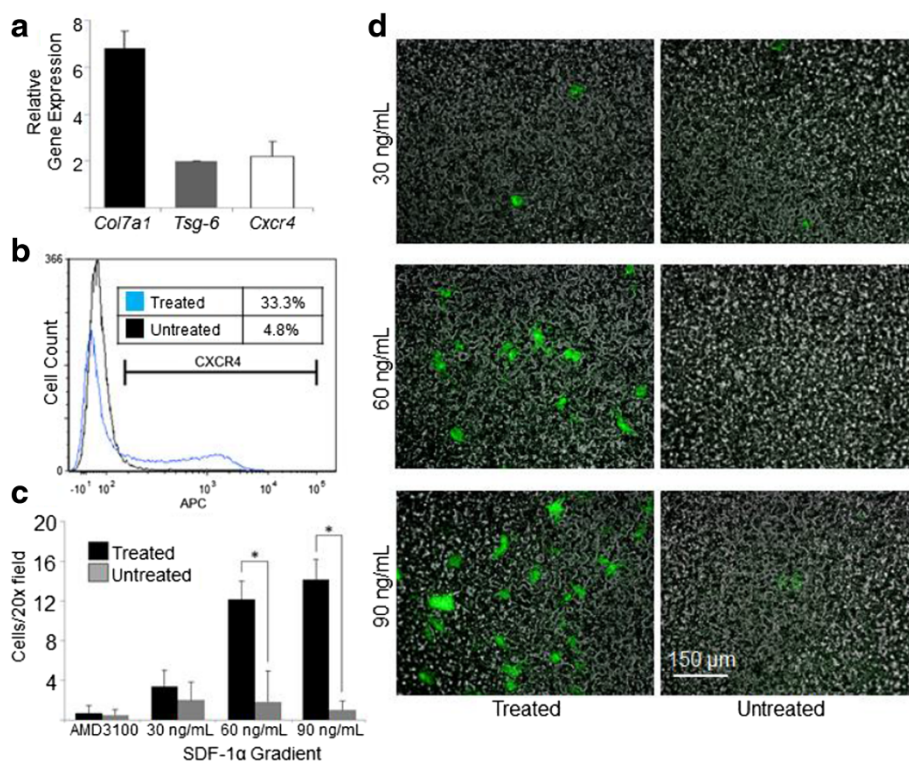 a
8
6
4
2
Relative
Gene Expression
Col7a1 Tsg-6 Cxcr4
b
366
Treated 33.3%
Untreated 4.8%
CXCR4
Cell Count
0
-10¹ 10² 10³ 10⁴ 10⁵
APC
c
20
16
12
8
4
Cells/20x field
Treated
Untreated
*
*
AMD3100 30 ng/mL 60 ng/mL 90 ng/mL
SDF-1α Gradient
d
30 ng/mL
60 ng/mL
90 ng/mL
150 µm
Treated Untreated